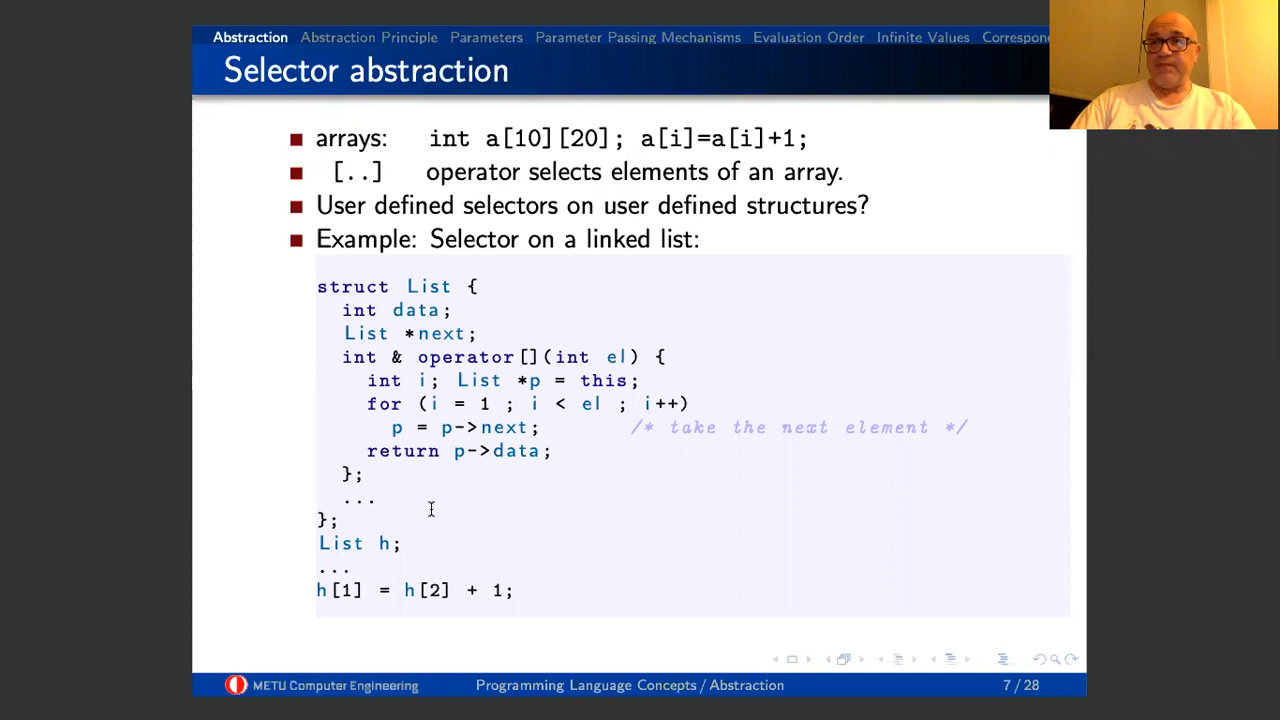 Abstraction Abstraction Principle Parameters Parameter Passing Mechanisms Evaluation Order Infinite Values Correspon
Selector abstraction
arrays: int a[10][20]; a[i]=a[i]+1;
[..] operator selects elements of an array.
User defined selectors on user defined structures?
Example: Selector on a linked list:
struct List {
int data;
List *next;
int & operator[](int el) {
int i; List *p = this;
for (i = 1 ; i < el ; i++)
p = p->next; /* take the next element */
return p->data;
};
...
};
List h;
...
h[1] = h[2] + 1;
METU Computer Engineering Programming Language Concepts / Abstraction 7 / 28